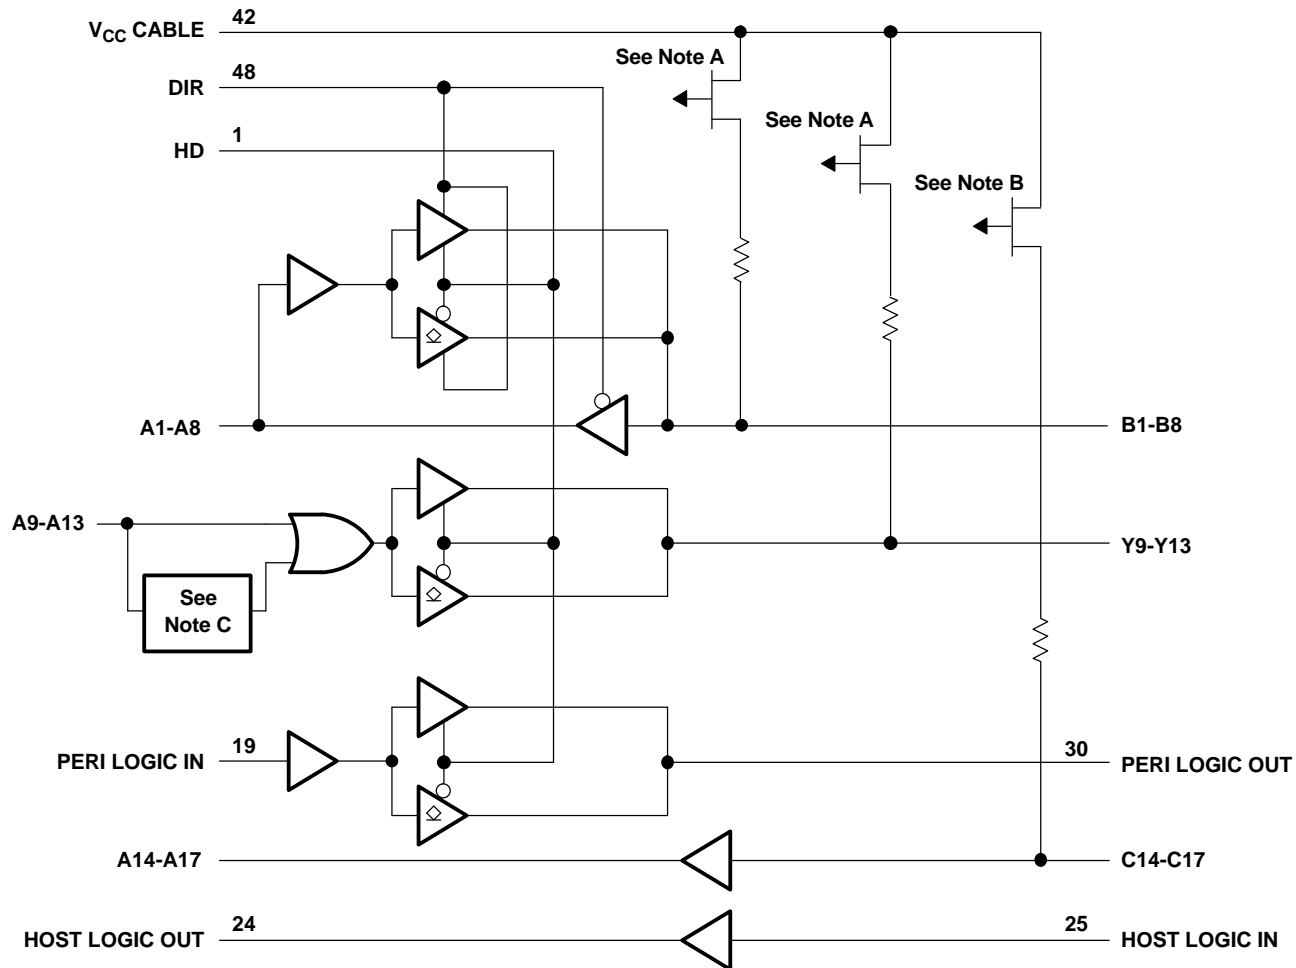 V_CC CABLE 42
See Note A
DIR 48
See Note A
HD 1
See Note B
A1-A8
B1-B8
A9-A13
Y9-Y13
See
Note C
PERI LOGIC IN 19
30 PERI LOGIC OUT
A14-A17
C14-C17
HOST LOGIC OUT 24
25 HOST LOGIC IN